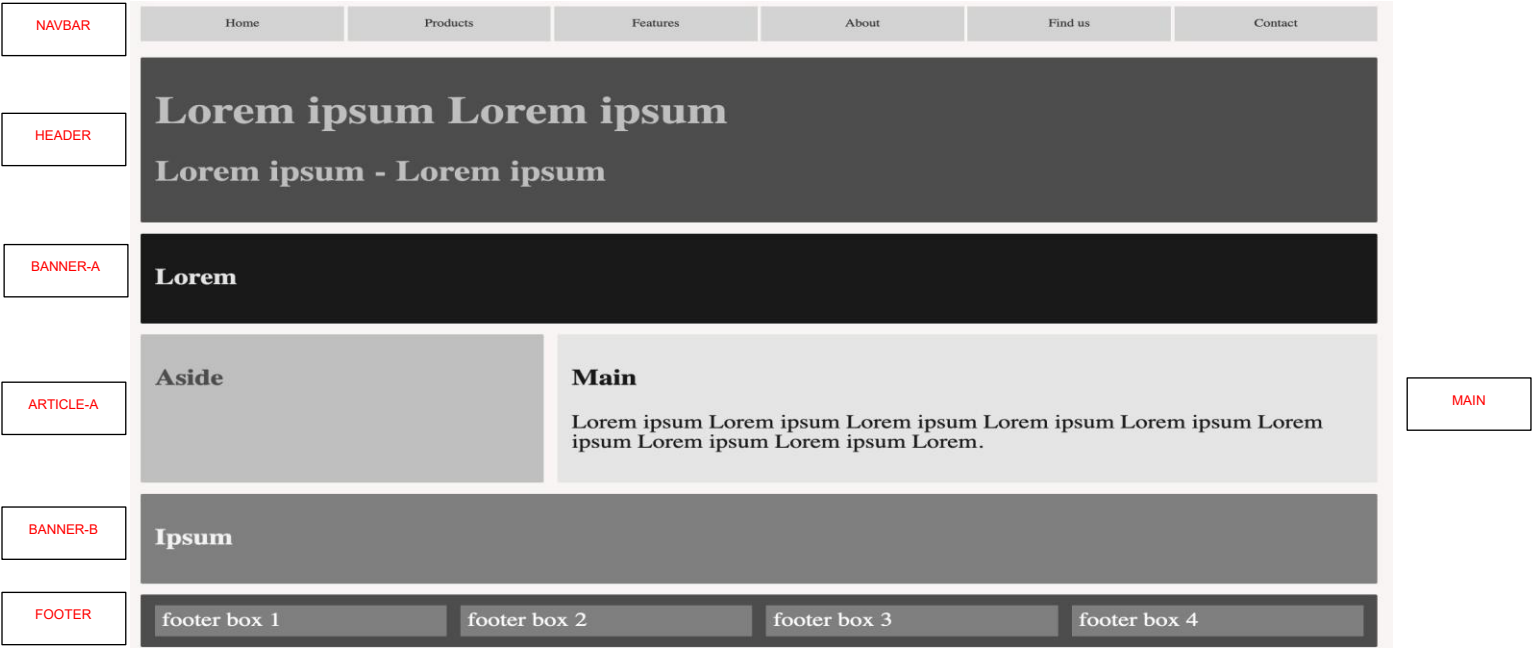 NAVBAR
Home Products Features About Find us Contact
HEADER
Lorem ipsum Lorem ipsum
Lorem ipsum - Lorem ipsum
BANNER-A
Lorem
ARTICLE-A
Aside
Main
Lorem ipsum Lorem ipsum Lorem ipsum Lorem ipsum Lorem ipsum Lorem
ipsum Lorem ipsum Lorem ipsum Lorem.
MAIN
BANNER-B
Ipsum
FOOTER
footer box 1 footer box 2 footer box 3 footer box 4